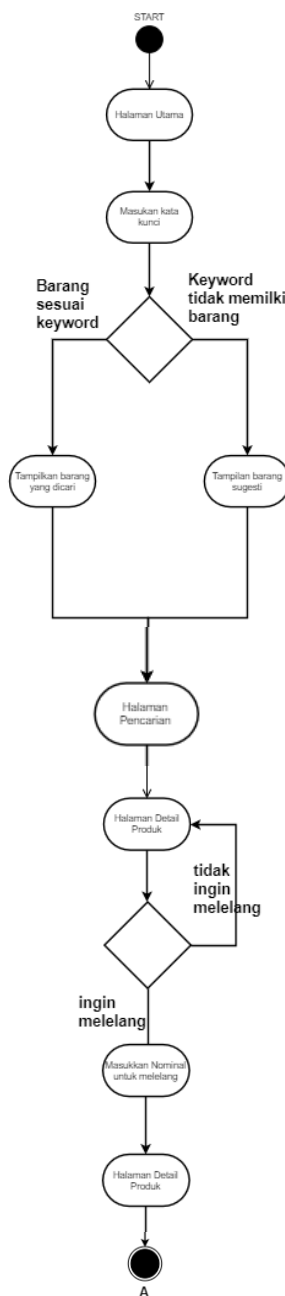 START
Halaman Utama
Masukan kata
kunci
Barang
sesuai
keyword
Keyword
tidak memilki
barang
Tampilkan barang
yang dicari
Tampilan barang
sugesti
Halaman
Pencarian
Halaman Detail
Produk
tidak
ingin
melelang
ingin
melelang
Masukkan Nominal
untuk melelang
Halaman Detail
Produk
A